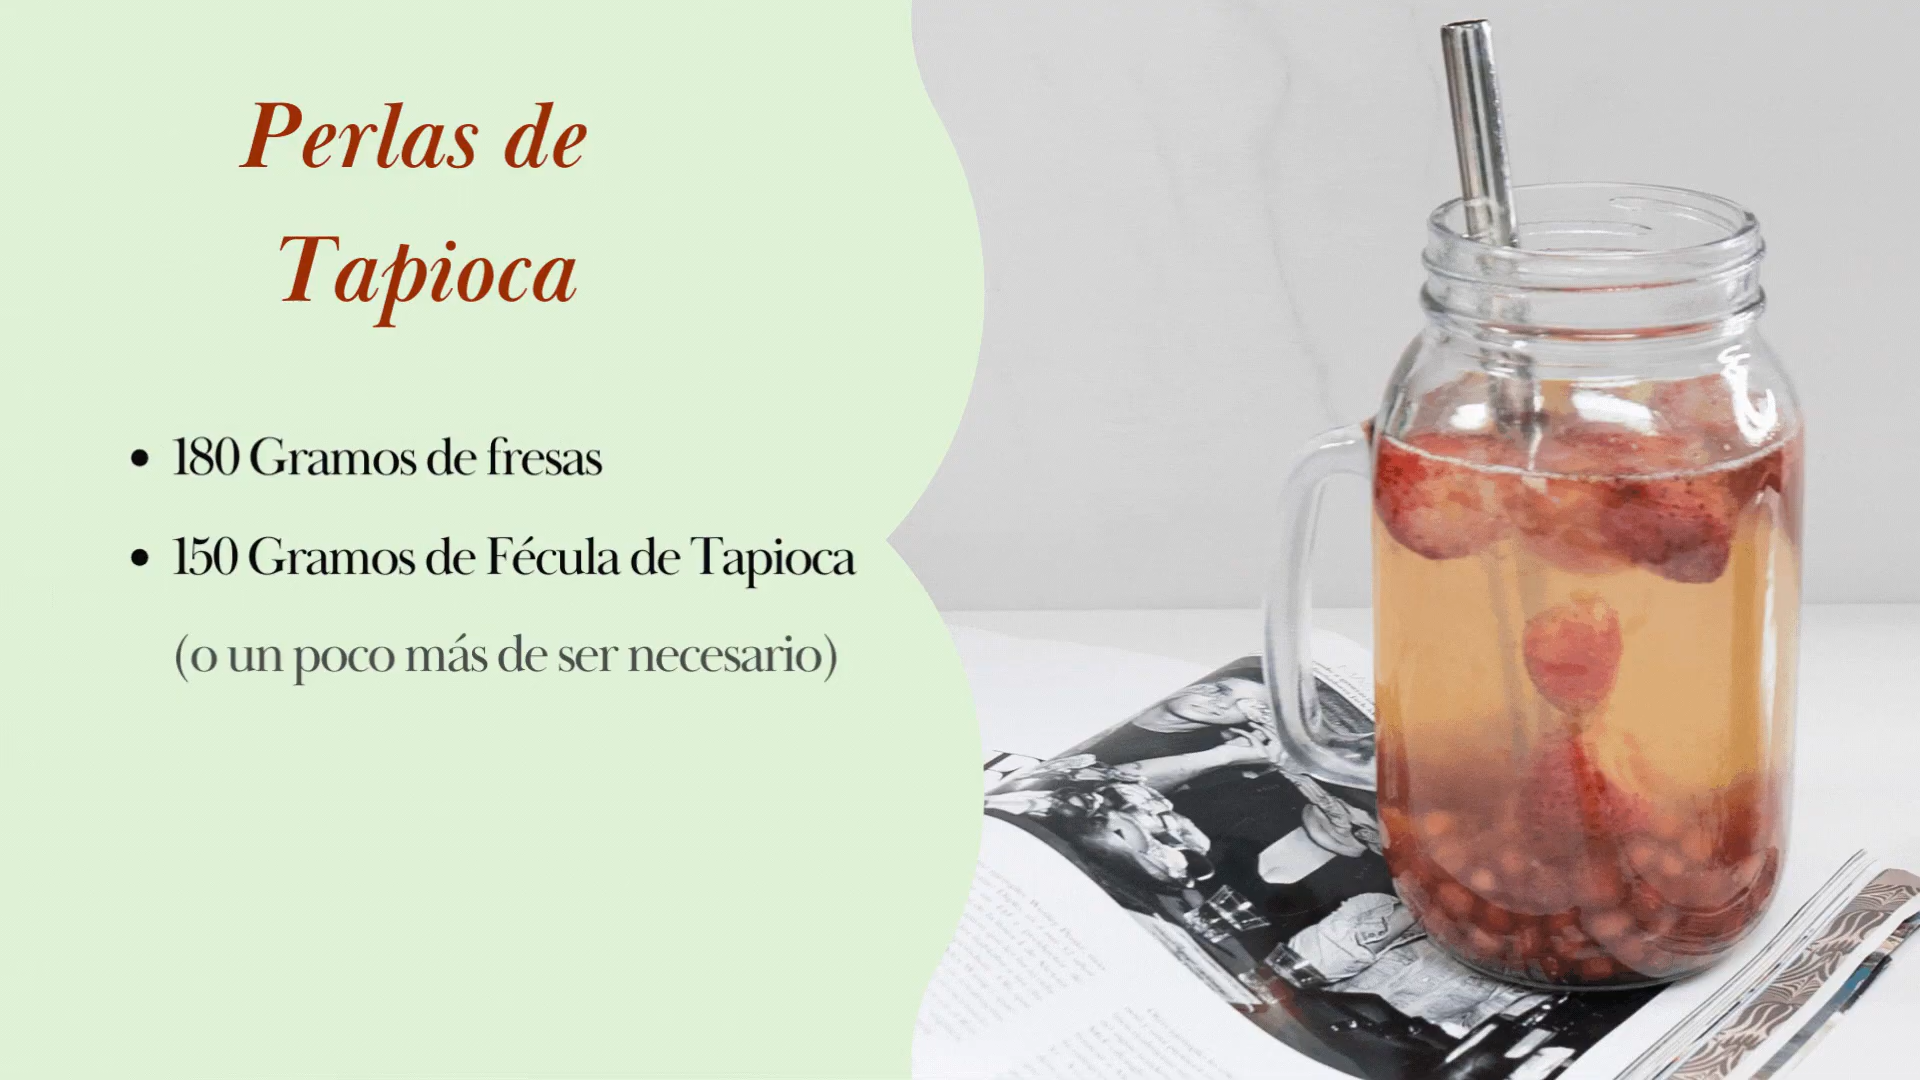 Perlas de
Tapioca
• 180 Gramos de fresas
• 150 Gramos de Fécula de Tapioca
(o un poco más de ser necesario)